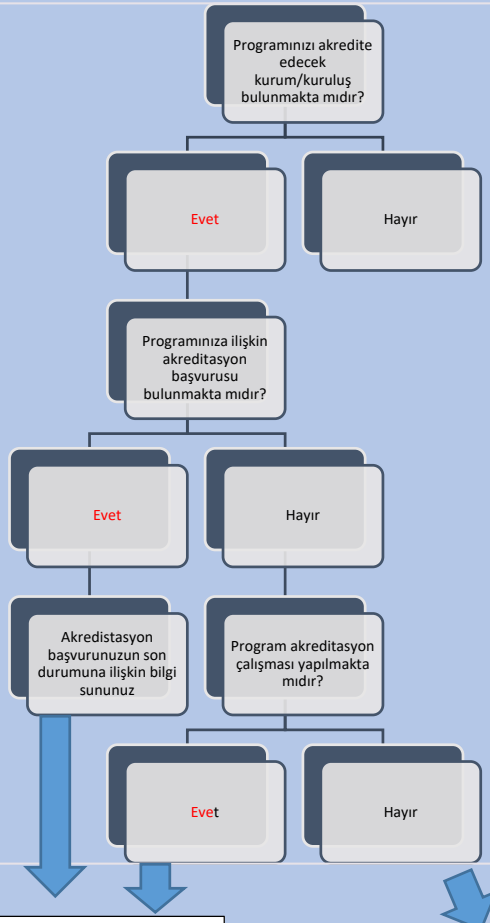 Programınızı akredite
edecek
kurum/kuruluş
bulunmakta mıdır?
Evet
Hayır
Programınıza ilişkin
akreditasyon
başvurusu
bulunmakta mıdır?
Evet
Hayır
Akredistasyon
başvurunuzun son
durumuna ilişkin bilgi
sununuz
Program akreditasyon
çalışması yapılmakta
mıdır?
Evet
Hayır